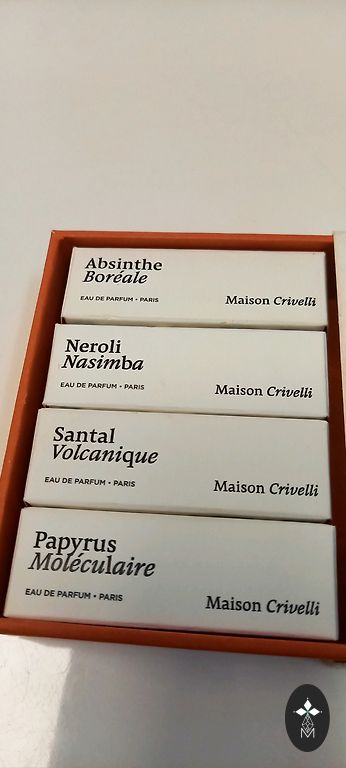 Absinthe
Boréale
EAU DE PARFUM • PARIS
Maison Crivelli
Neroli
Nasimba
EAU DE PARFUM • PARIS
Maison Crivelli
Santal
Volcanique
EAU DE PARFUM • PARIS
Maison Crivelli
Papyrus
Moléculaire
EAU DE PARFUM • PARIS
Maison Crivelli
M